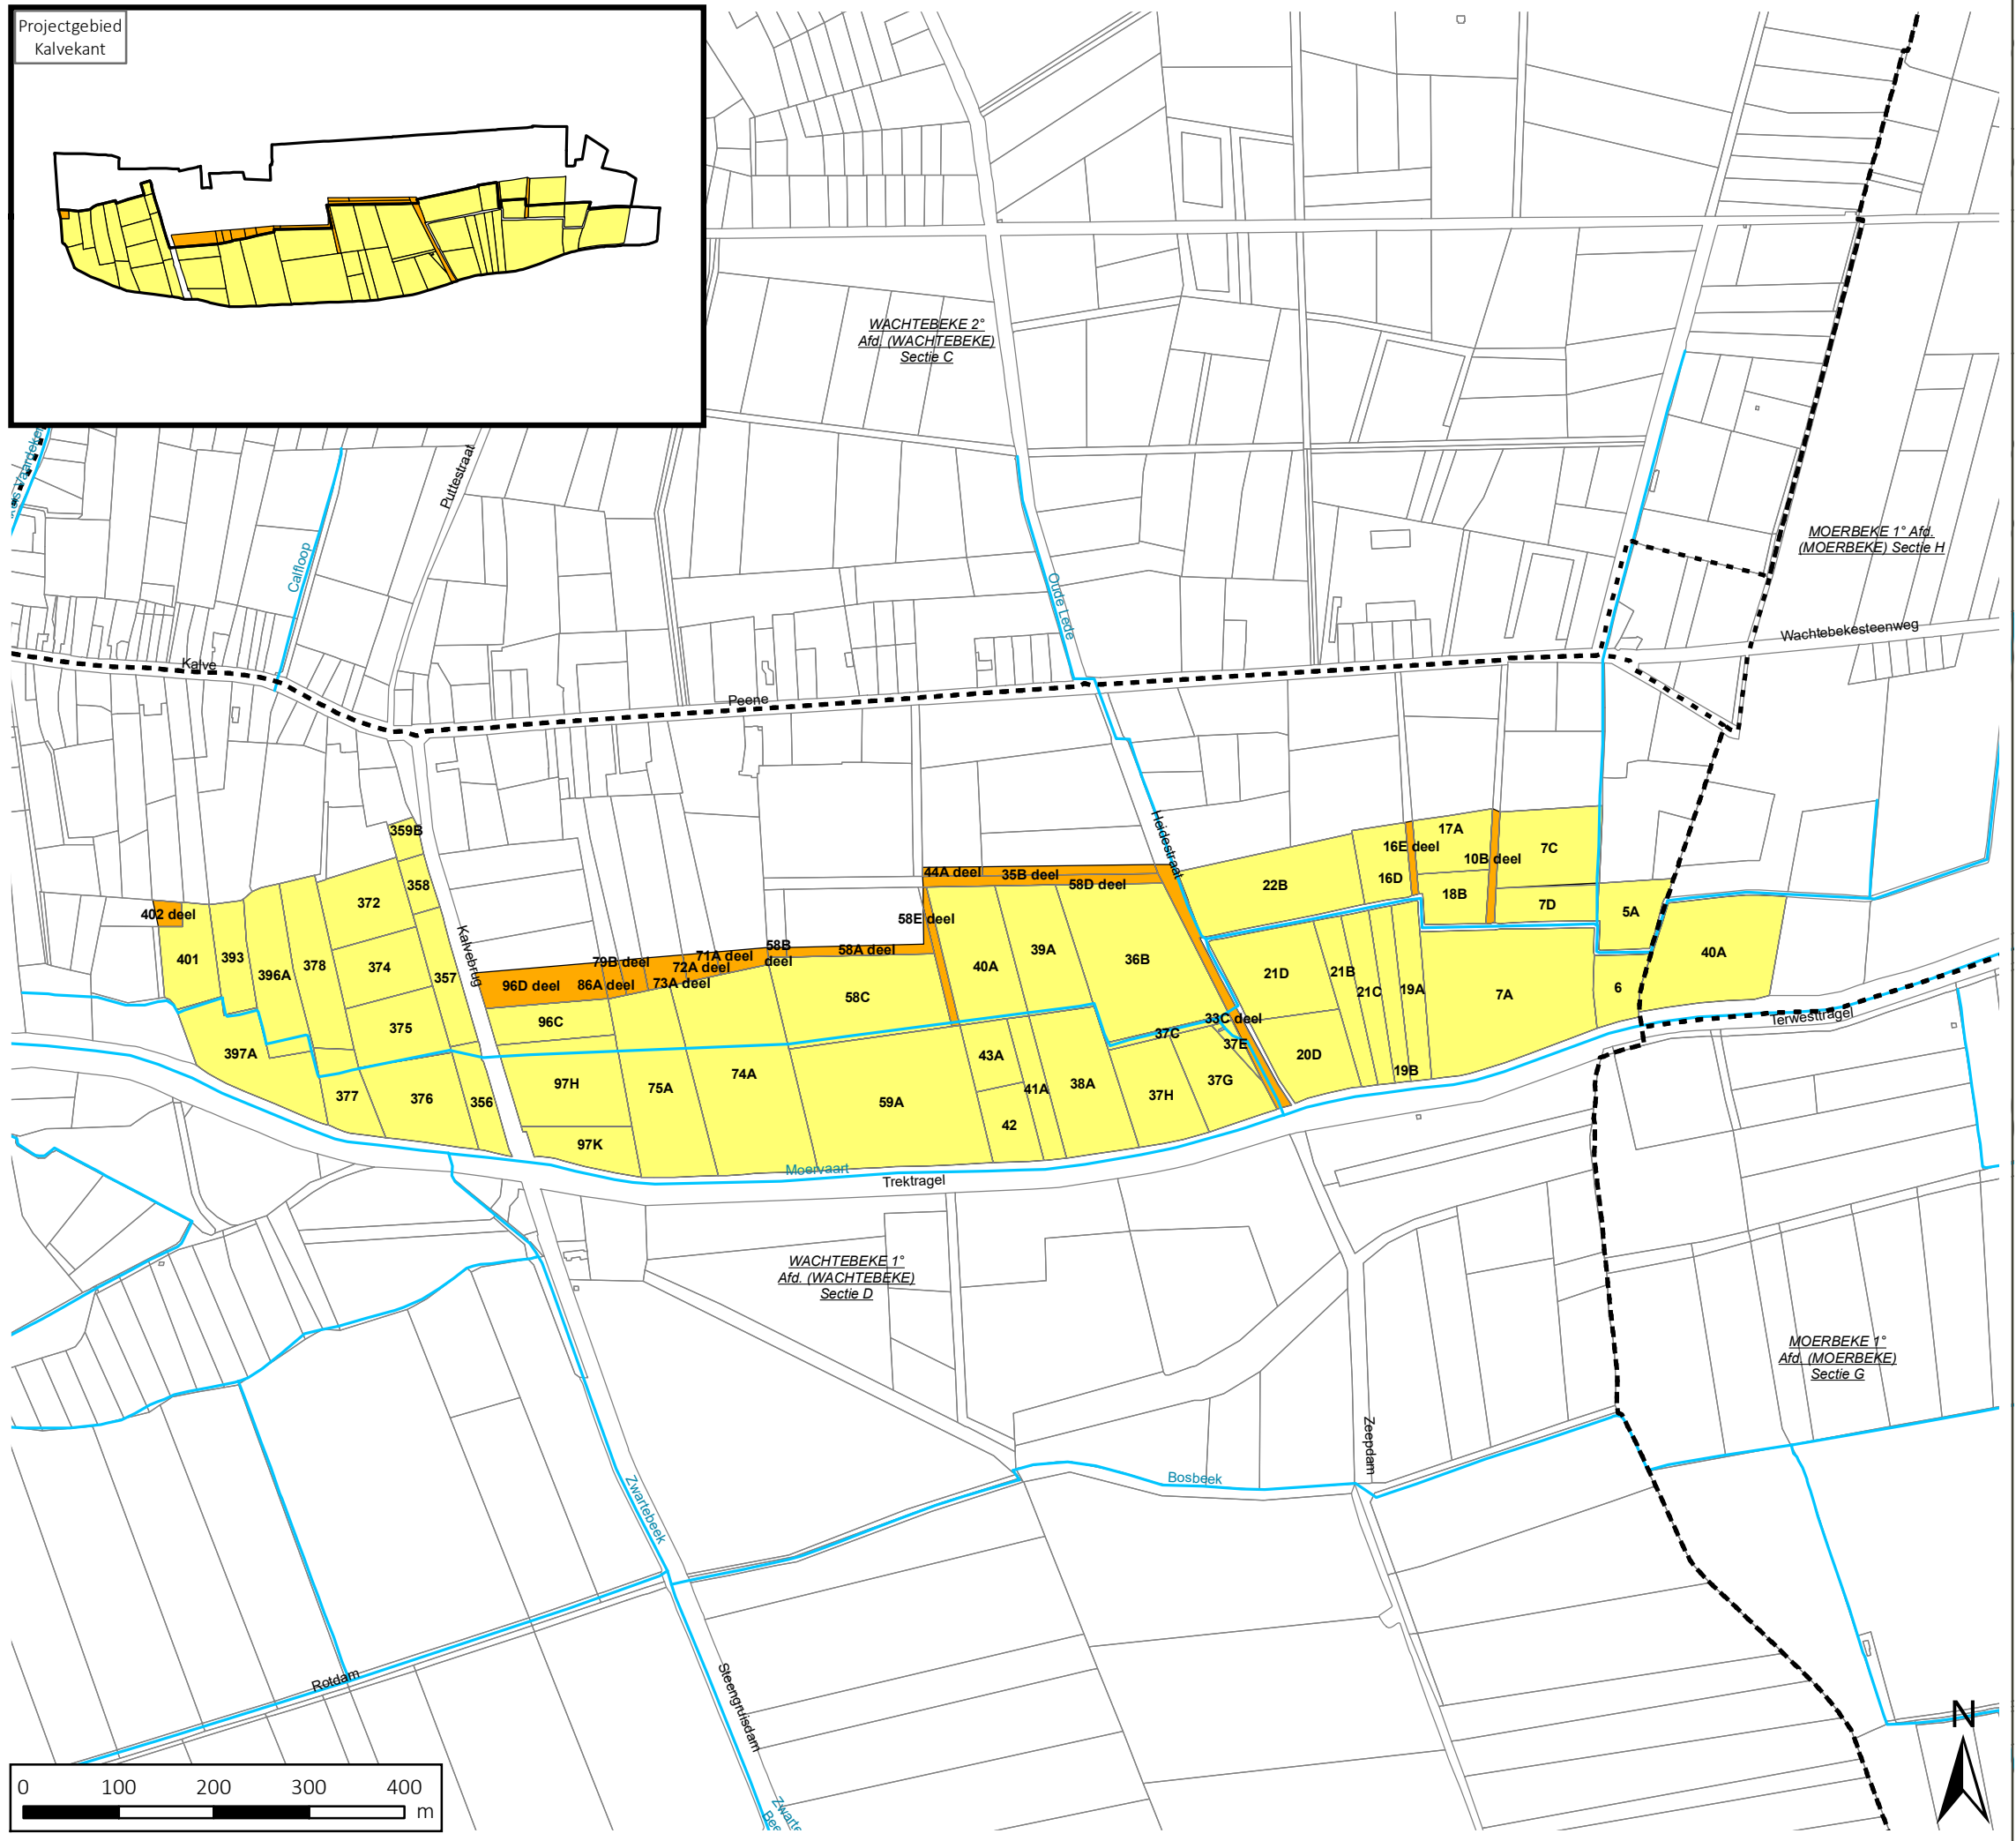 Projectgebied
Kalvekant
WACHTEBEKE 2°
Afd. (WACHTEBEKE)
Sectie C
Puttestraat
Calfloop
Oude Lede
MOERBEKE 1° Afd.
(MOERBEKE) Sectie H
Wachtebekesteenweg
Kalve
Peene
Heidestraat
Kalvebrug
359B
358
372
402 deel
401
393
396A
378
374
357
375
397A
377
376
356
96D deel
79B deel
86A deel
71A deel
72A deel
73A deel
58B
deel
58A deel
58E deel
44A deel
35B deel
58D deel
96C
58C
40A
39A
36B
22B
16D
16E deel
17A
10B deel
18B
7C
7D
5A
40A
6
7A
21D
21B
21C
19A
19B
20D
33C deel
37C
37E
37G
37H
38A
41A
43A
42
59A
74A
75A
97H
97K
Moervaart
Trektragel
Terwesttragel
WACHTEBEKE 1°
Afd. (WACHTEBEKE)
Sectie D
MOERBEKE 1°
Afd. (MOERBEKE)
Sectie G
Zeepdam
Bosbeek
Zwartebeek
Steengruisdam
Rotdam
Zwarte
N
0 100 200 300 400
m